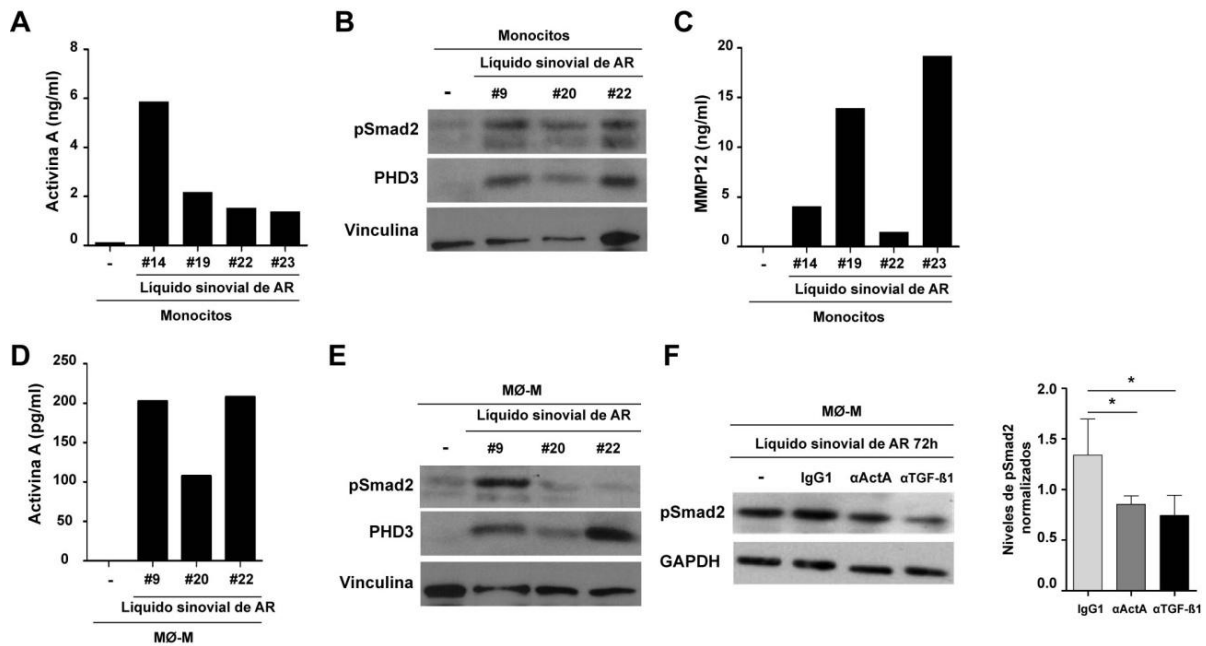 A
Activina A (ng/ml)
8
6
4
2
0
- #14 #19 #22 #23
Líquido sinovial de AR
Monocitos
B
Monocitos
Líquido sinovial de AR
- #9 #20 #22
pSmad2
PHD3
Vinculina
C
MMP12 (ng/ml)
20
15
10
5
0
- #14 #19 #22 #23
Líquido sinovial de AR
Monocitos
D
Activina A (pg/ml)
250
200
150
100
50
0
- #9 #20 #22
Líquido sinovial de AR
MØ-M
E
MØ-M
Líquido sinovial de AR
- #9 #20 #22
pSmad2
PHD3
Vinculina
F
MØ-M
Líquido sinovial de AR 72h
- IgG1 αActA αTGF-ß1
pSmad2
GAPDH
Niveles de pSmad2
normalizados
2.0
1.5
1.0
0.5
0.0
*
*
IgG1 αActA αTGF-ß1